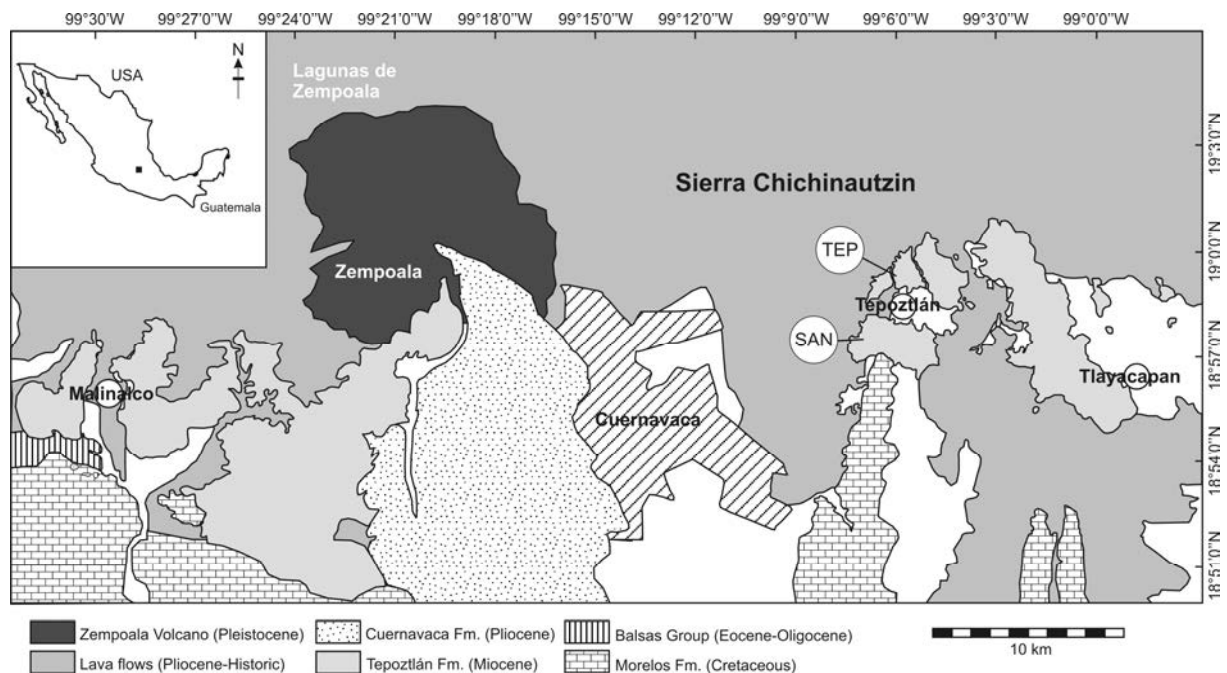 99°30'0"W 99°27'0"W 99°24'0"W 99°21'0"W 99°18'0"W 99°15'0"W 99°12'0"W 99°9'0"W 99°6'0"W 99°3'0"W 99°0'0"W
USA
N
Guatemala
Lagunas de
Zempoala
Sierra Chichinautzin
Zempoala
TEP
Tepoztlán
SAN
Malinalco
Tlayacapan
Cuernavaca
19°3'0"N
19°0'0"N
18°57'0"N
18°54'0"N
18°51'0"N
Zempoala Volcano (Pleistocene)
Cuernavaca Fm. (Pliocene)
Balsas Group (Eocene-Oligocene)
Lava flows (Pliocene-Historic)
Tepoztlán Fm. (Miocene)
Morelos Fm. (Cretaceous)
10 km